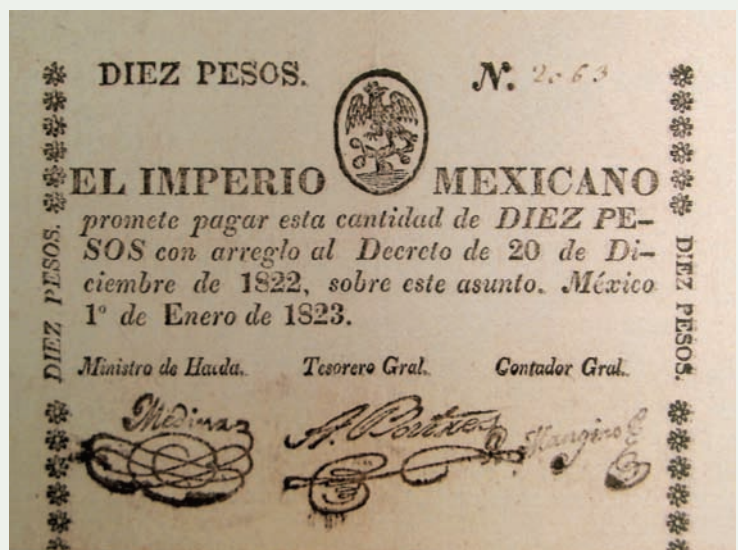 DIEZ PESOS. N. 2063
EL IMPERIO MEXICANO
promete pagar esta cantidad de DIEZ PE-
SOS con arreglo al Decreto de 20 de Di-
ciembre de 1822, sobre este asunto. México
1º de Enero de 1823.
Ministro de Hacda. Tesorero Gral. Contador Gral.
Medina
DIEZ PESOS.
DIEZ PESOS.